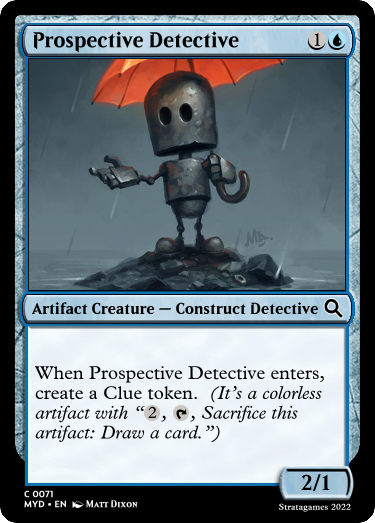 Prospective Detective 1
Artifact Creature — Construct Detective
When Prospective Detective enters,
create a Clue token. (It's a colorless
artifact with “2, , Sacrifice this
artifact: Draw a card.”)
2/1
C 0071
MYD • EN Matt Dixon
Stratagames 2022